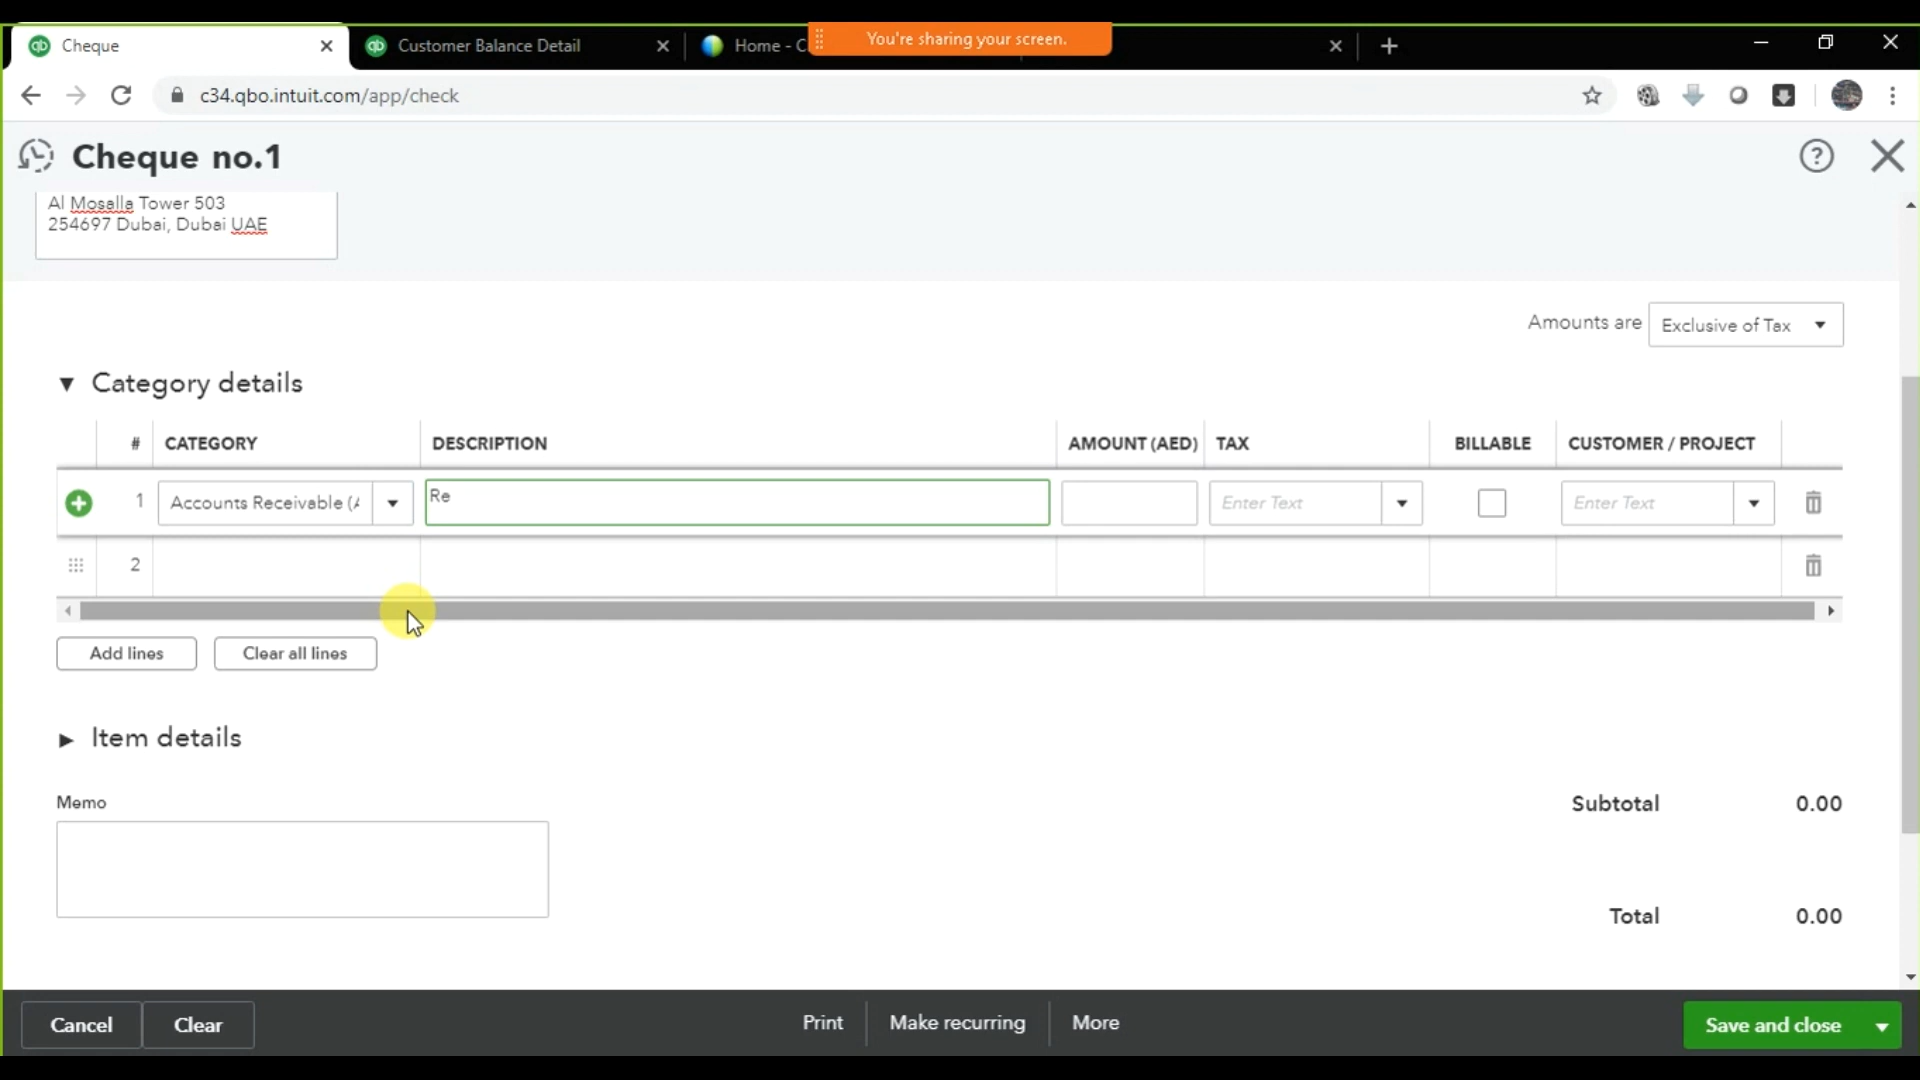 Cheque
Customer Balance Detail
Home - C
You're sharing your screen.
c34.qbo.intuit.com/app/check
Cheque no.1
Al Mosalla Tower 503
254697 Dubai, Dubai UAE
Amounts are
Exclusive of Tax
Category details
# CATEGORY DESCRIPTION AMOUNT (AED) TAX BILLABLE CUSTOMER / PROJECT
1 Accounts Receivable (A Re Enter Text Enter Text
2
Add lines
Clear all lines
Item details
Memo
Subtotal 0.00
Total 0.00
Cancel
Clear
Print
Make recurring
More
Save and close